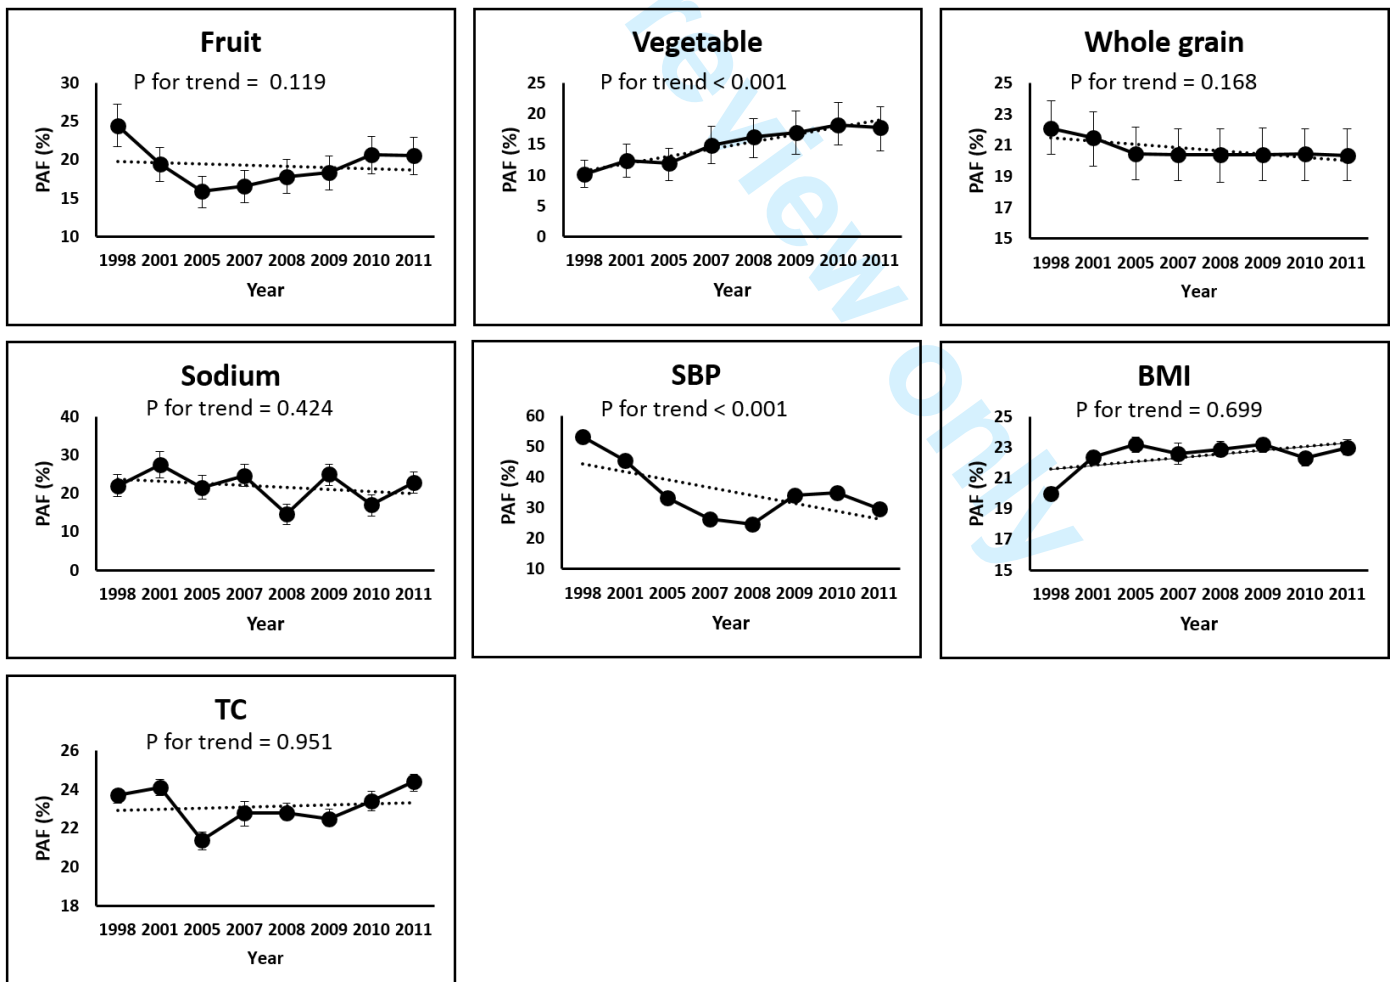 Fruit
P for trend = 0.119
PAF (%)
30
25
20
15
10
1998 2001 2005 2007 2008 2009 2010 2011
Year
Vegetable
P for trend < 0.001
PAF (%)
25
20
15
10
5
0
1998 2001 2005 2007 2008 2009 2010 2011
Year
Whole grain
P for trend = 0.168
PAF (%)
25
23
21
19
17
15
1998 2001 2005 2007 2008 2009 2010 2011
Year
Sodium
P for trend = 0.424
PAF (%)
40
30
20
10
0
1998 2001 2005 2007 2008 2009 2010 2011
Year
SBP
P for trend < 0.001
PAF (%)
60
50
40
30
20
10
1998 2001 2005 2007 2008 2009 2010 2011
Year
BMI
P for trend = 0.699
PAF (%)
25
23
21
19
17
15
1998 2001 2005 2007 2008 2009 2010 2011
Year
TC
P for trend = 0.951
PAF (%)
26
24
22
20
18
1998 2001 2005 2007 2008 2009 2010 2011
Year
review only